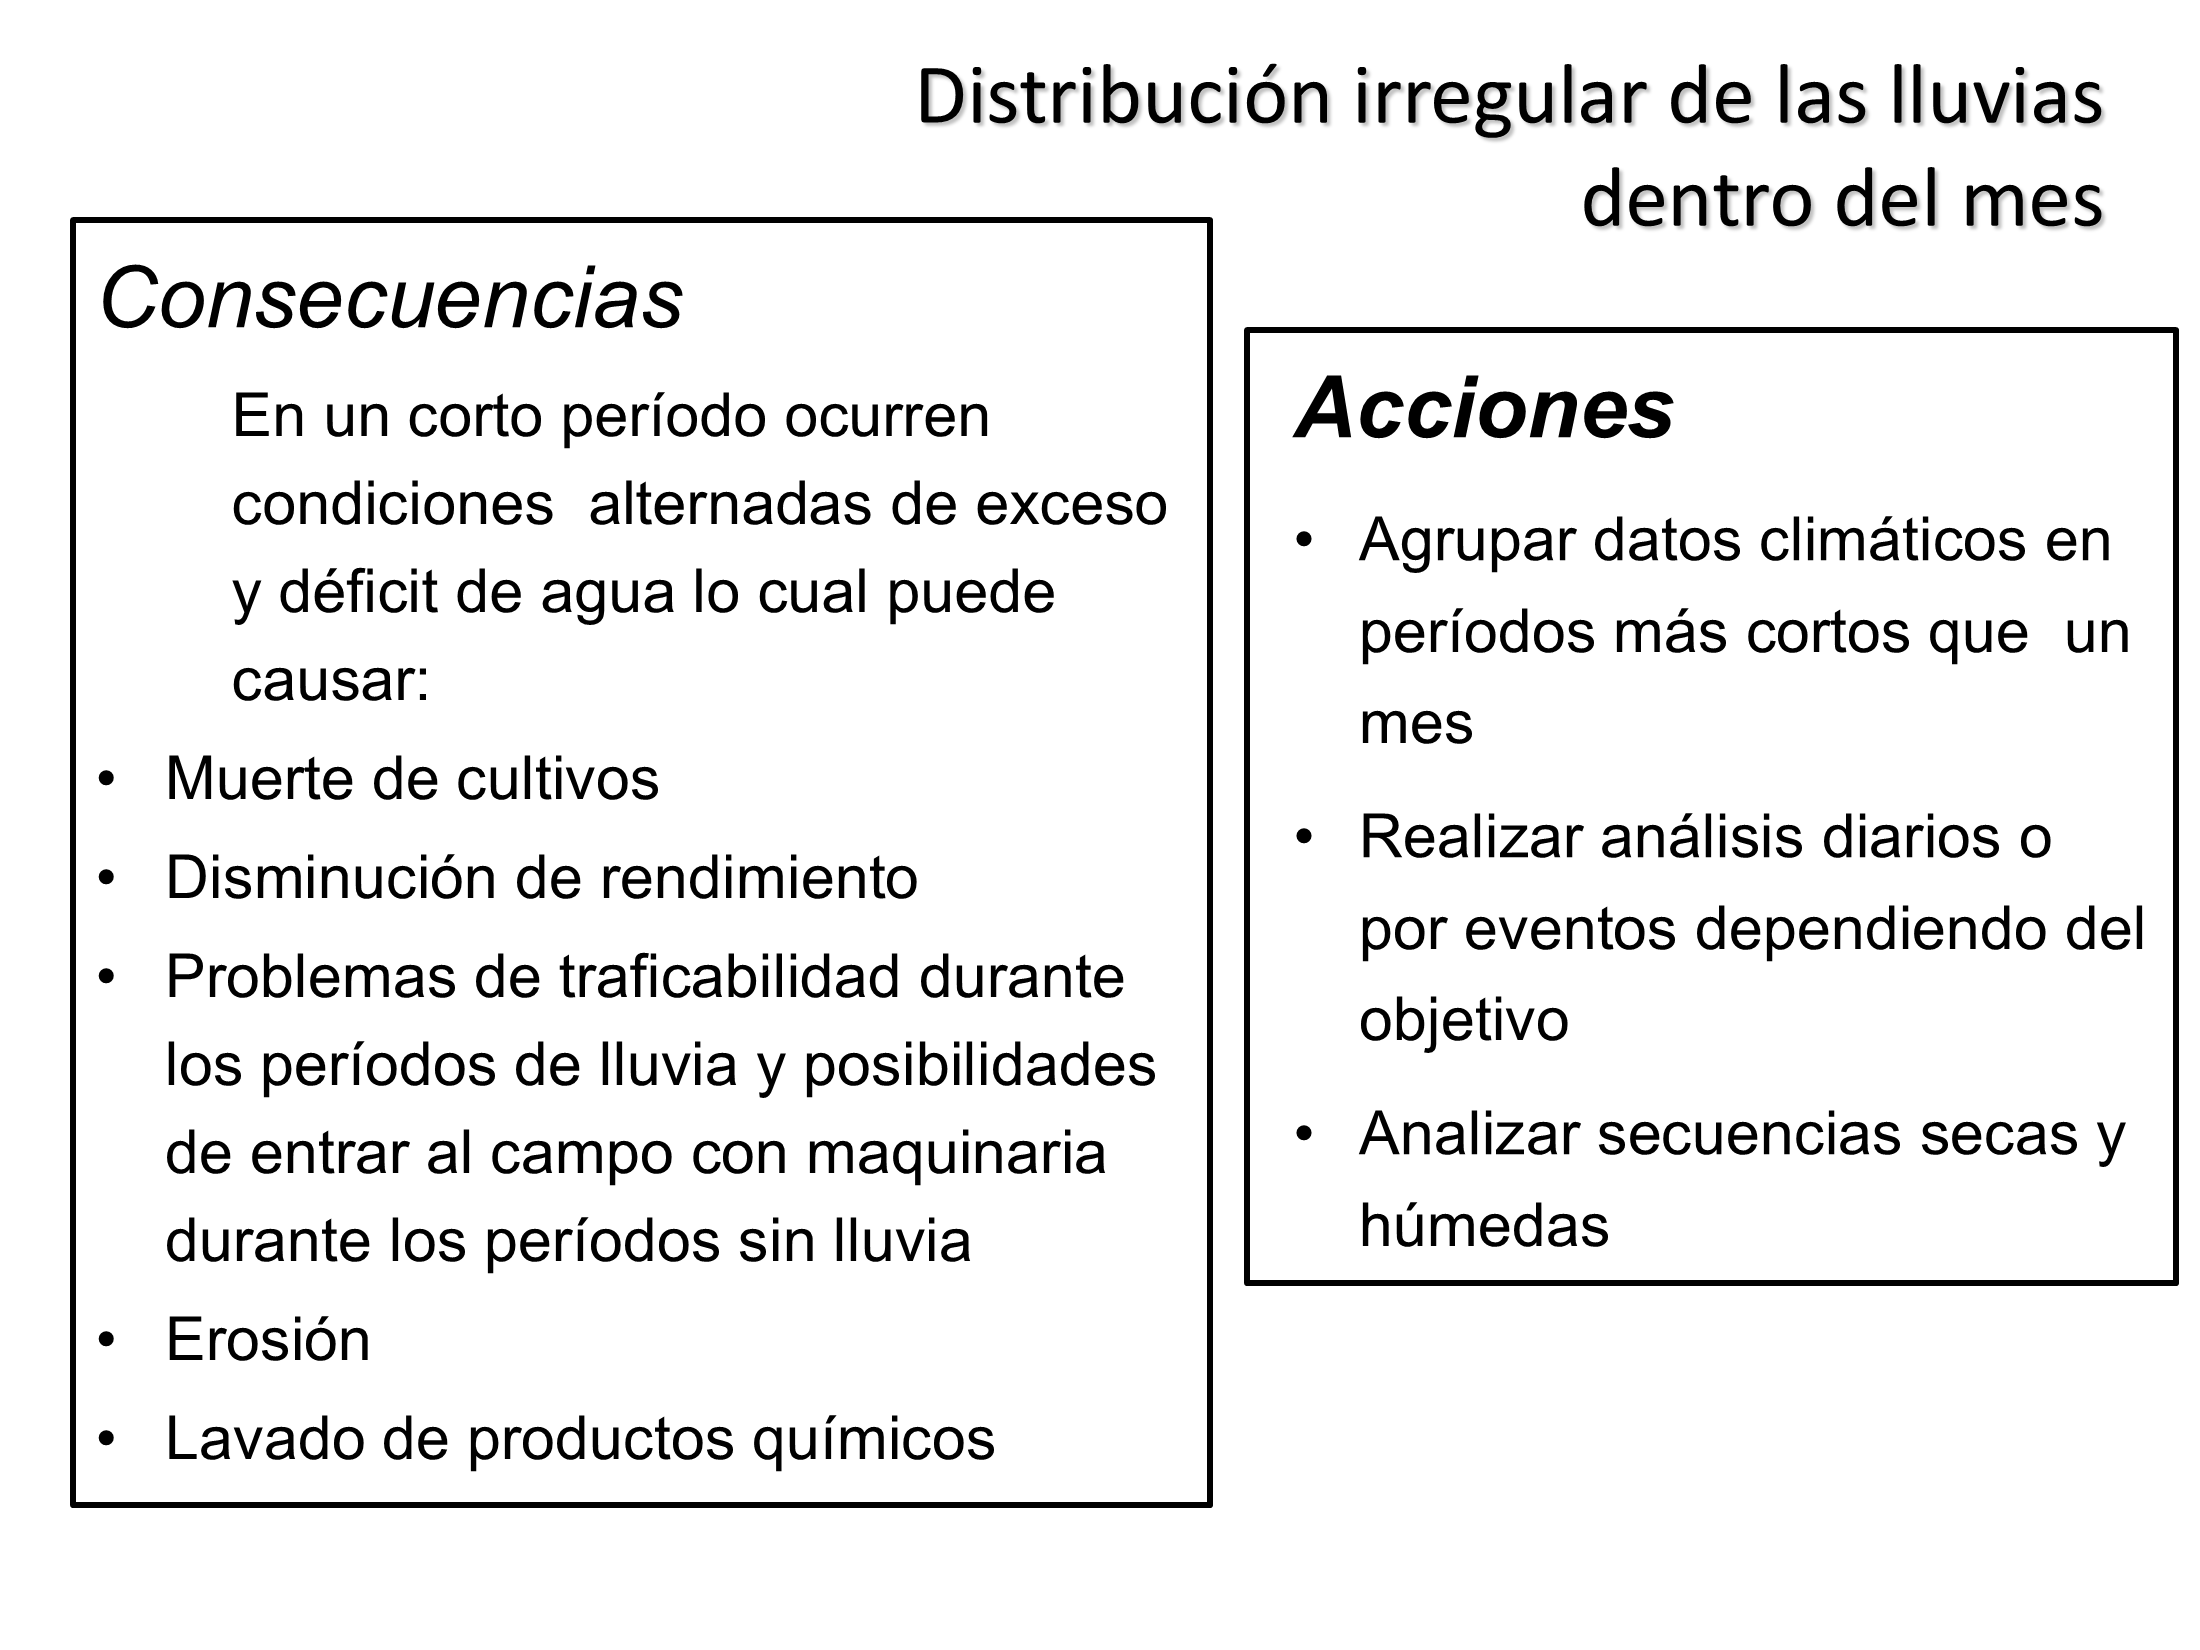 Distribución irregular de las lluvias
dentro del mes
Consecuencias
En un corto período ocurren
condiciones  alternadas de exceso
y déficit de agua lo cual puede
causar:
• Muerte de cultivos
• Disminución de rendimiento
• Problemas de traficabilidad durante
los períodos de lluvia y posibilidades
de entrar al campo con maquinaria
durante los períodos sin lluvia
• Erosión
• Lavado de productos químicos
Acciones
• Agrupar datos climáticos en
períodos más cortos que  un
mes
• Realizar análisis diarios o
por eventos dependiendo del
objetivo
• Analizar secuencias secas y
húmedas